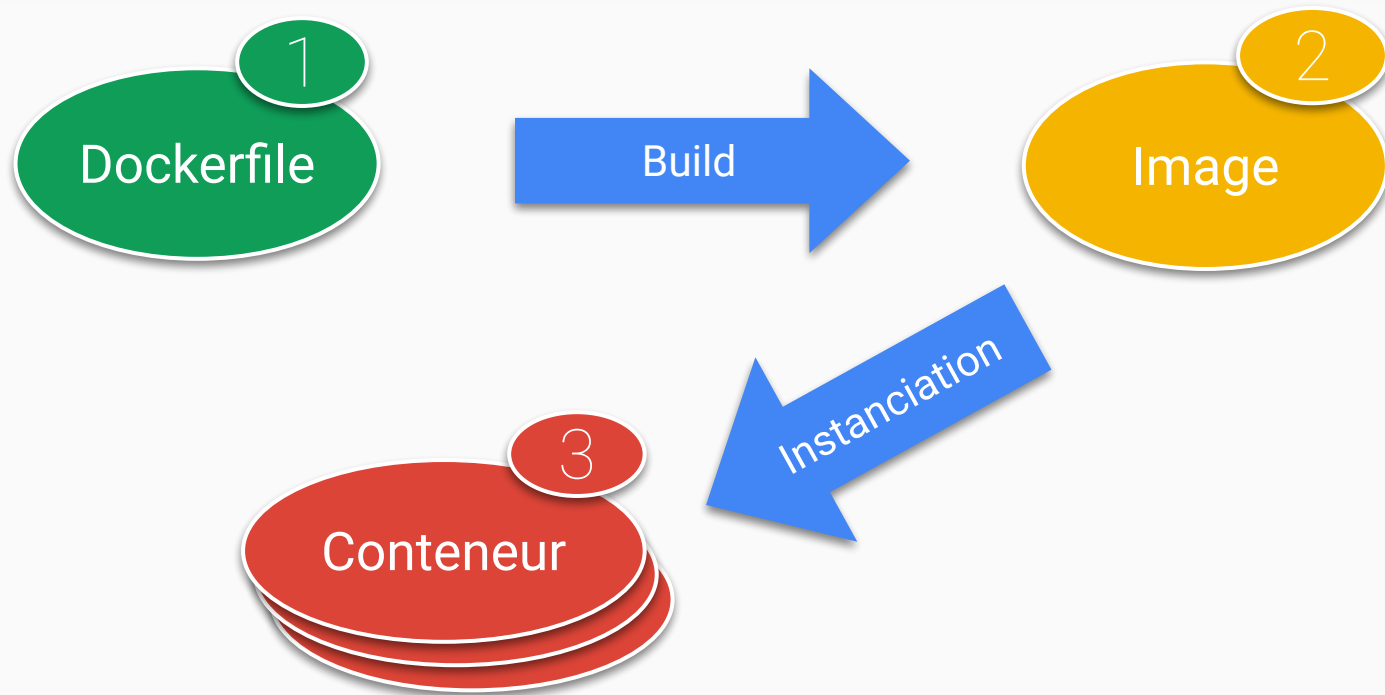 1
Dockerfile
Build
2
Image
Instanciation
3
Conteneur